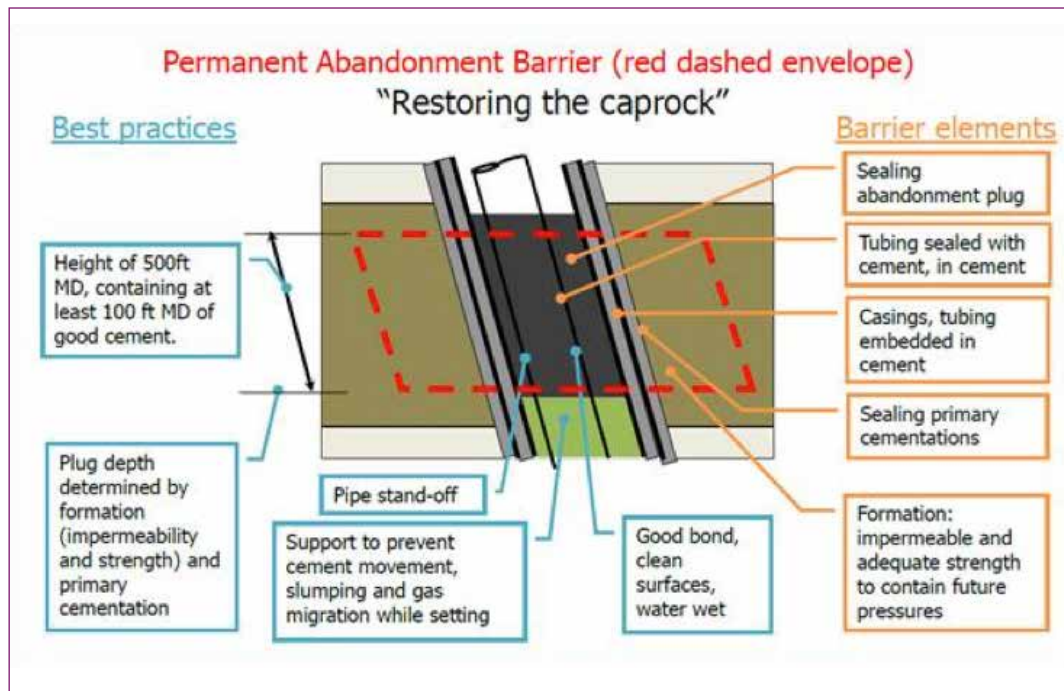 Permanent Abandonment Barrier (red dashed envelope)
"Restoring the caprock"
Best practices
Height of 500ft
MD, containing at
least 100 ft MD of
good cement.
Plug depth
determined by
formation
(impermeability
and strength) and
primary
cementation
Pipe stand-off
Support to prevent
cement movement,
slumping and gas
migration while setting
Good bond,
clean
surfaces,
water wet
Barrier elements
Sealing
abandonment plug
Tubing sealed with
cement, in cement
Casings, tubing
embedded in
cement
Sealing primary
cementations
Formation:
impermeable and
adequate strength
to contain future
pressures